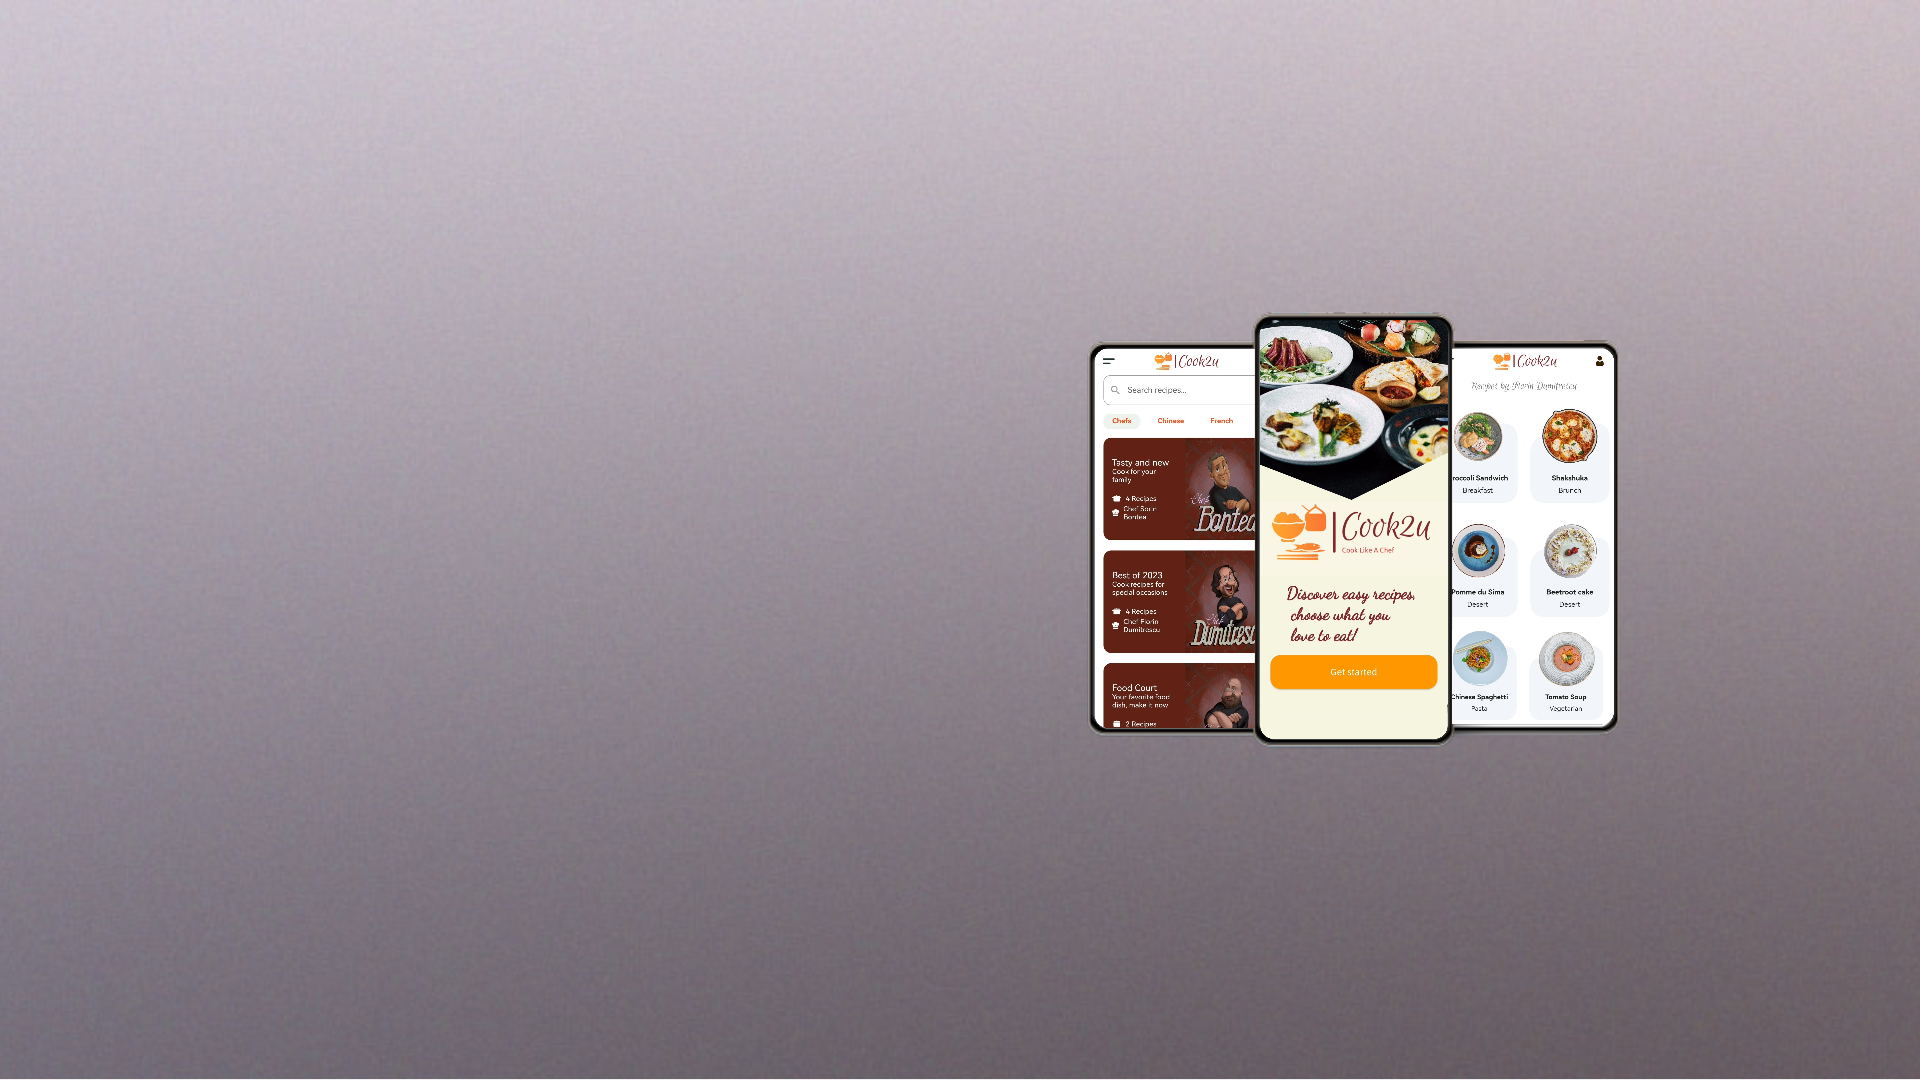 Cook2u
Search recipes...
Chefs Chinese French
Tasty and new
Cook for your
family
4 Recipes
Chef Sorin
Bontea
Chef
Bontea
Best of 2023
Cook recipes for
special occasions
4 Recipes
Chef Florin
Dumitrescu
Chef
Food Court
Your favorite food
dish, make it now
2 Recipes
Cook2u
Cook Like A Chef
Discover easy recipes,
choose what you
love to eat!
Get started
Cook2u
Recipes by Florin Dumitrescu
Sandwich Shakshuka
Breakfast Brunch
Pomme du Sima Beetroot cake
Desert Desert
Chinese Spaghetti Tomato Soup
Pasta Vegetarian